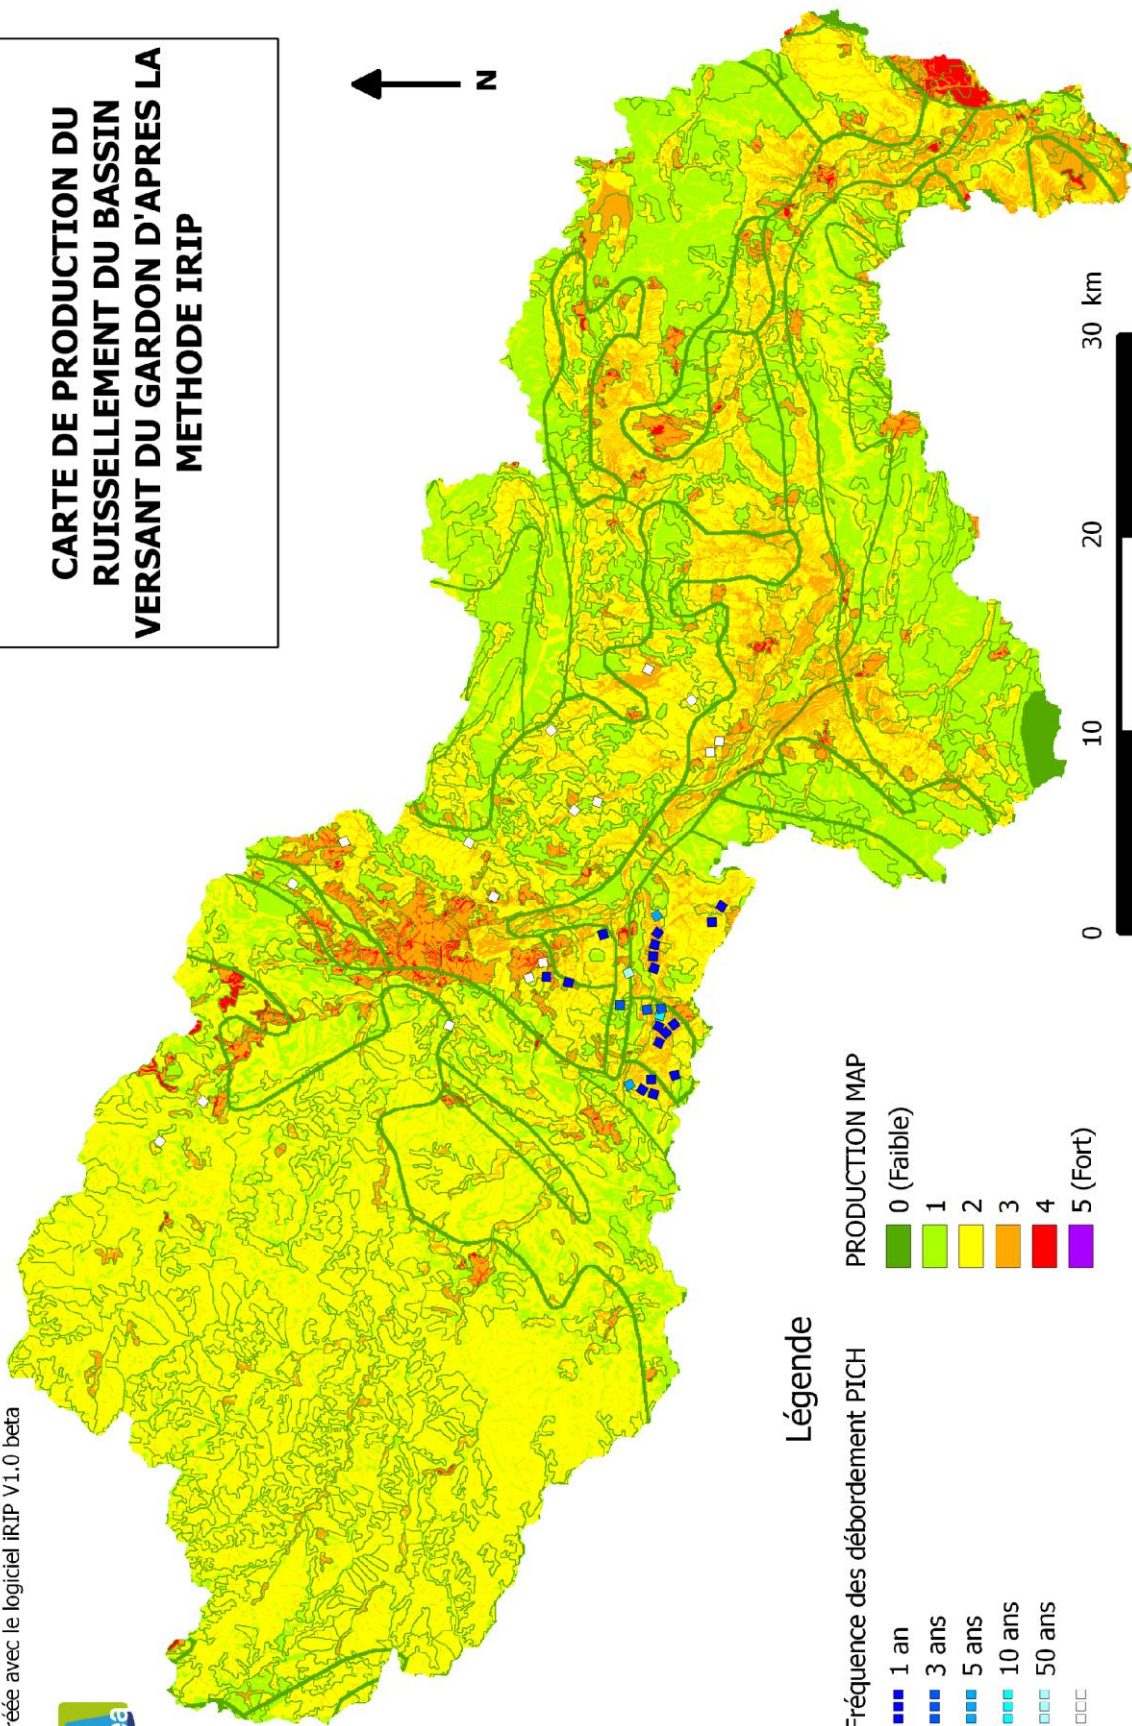 Créée avec le logiciel iRIP V1.0 beta
CARTE DE PRODUCTION DU
RUISSELLEMENT DU BASSIN
VERSANT DU GARDON D'APRES LA
METHODE IRIP
N
Légende
Fréquence des débordement PICH
1 an
3 ans
5 ans
10 ans
50 ans
PRODUCTION MAP
0 (Faible)
1
2
3
4
5 (Fort)
0 10 20 30 km